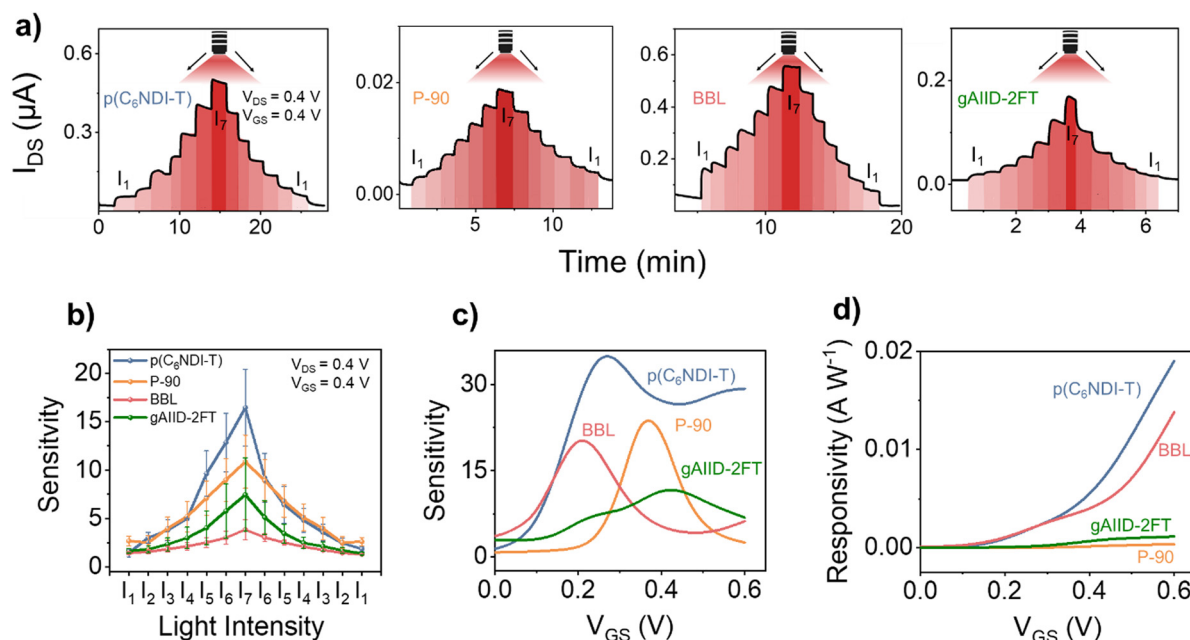 a)
I_DS (µA)
0.6
0.3
0.0
p(C₆NDI-T)
V_DS = 0.4 V
V_GS = 0.4 V
I₁
I₇
I₁
0 10 20
0.02
0.01
0.00
P-90
I₁
I₇
I₁
5 10
0.6
0.4
0.2
BBL
I₁
I₇
I₁
10 20
0.2
0.1
0.0
gAIID-2FT
I₁
I₇
I₁
2 4 6
Time (min)
b)
Sensitivity
20
15
10
5
0
p(C₆NDI-T)
P-90
BBL
gAIID-2FT
V_DS = 0.4 V
V_GS = 0.4 V
I₁ I₂ I₃ I₄ I₅ I₆ I₇ I₆ I₅ I₄ I₃ I₂ I₁
Light Intensity
c)
Sensitivity
30
15
0
p(C₆NDI-T)
BBL
P-90
gAIID-2FT
0.0 0.2 0.4 0.6
V_GS (V)
d)
Responsivity (A W⁻¹)
0.02
0.01
0.00
p(C₆NDI-T)
BBL
gAIID-2FT
P-90
0.0 0.2 0.4 0.6
V_GS (V)